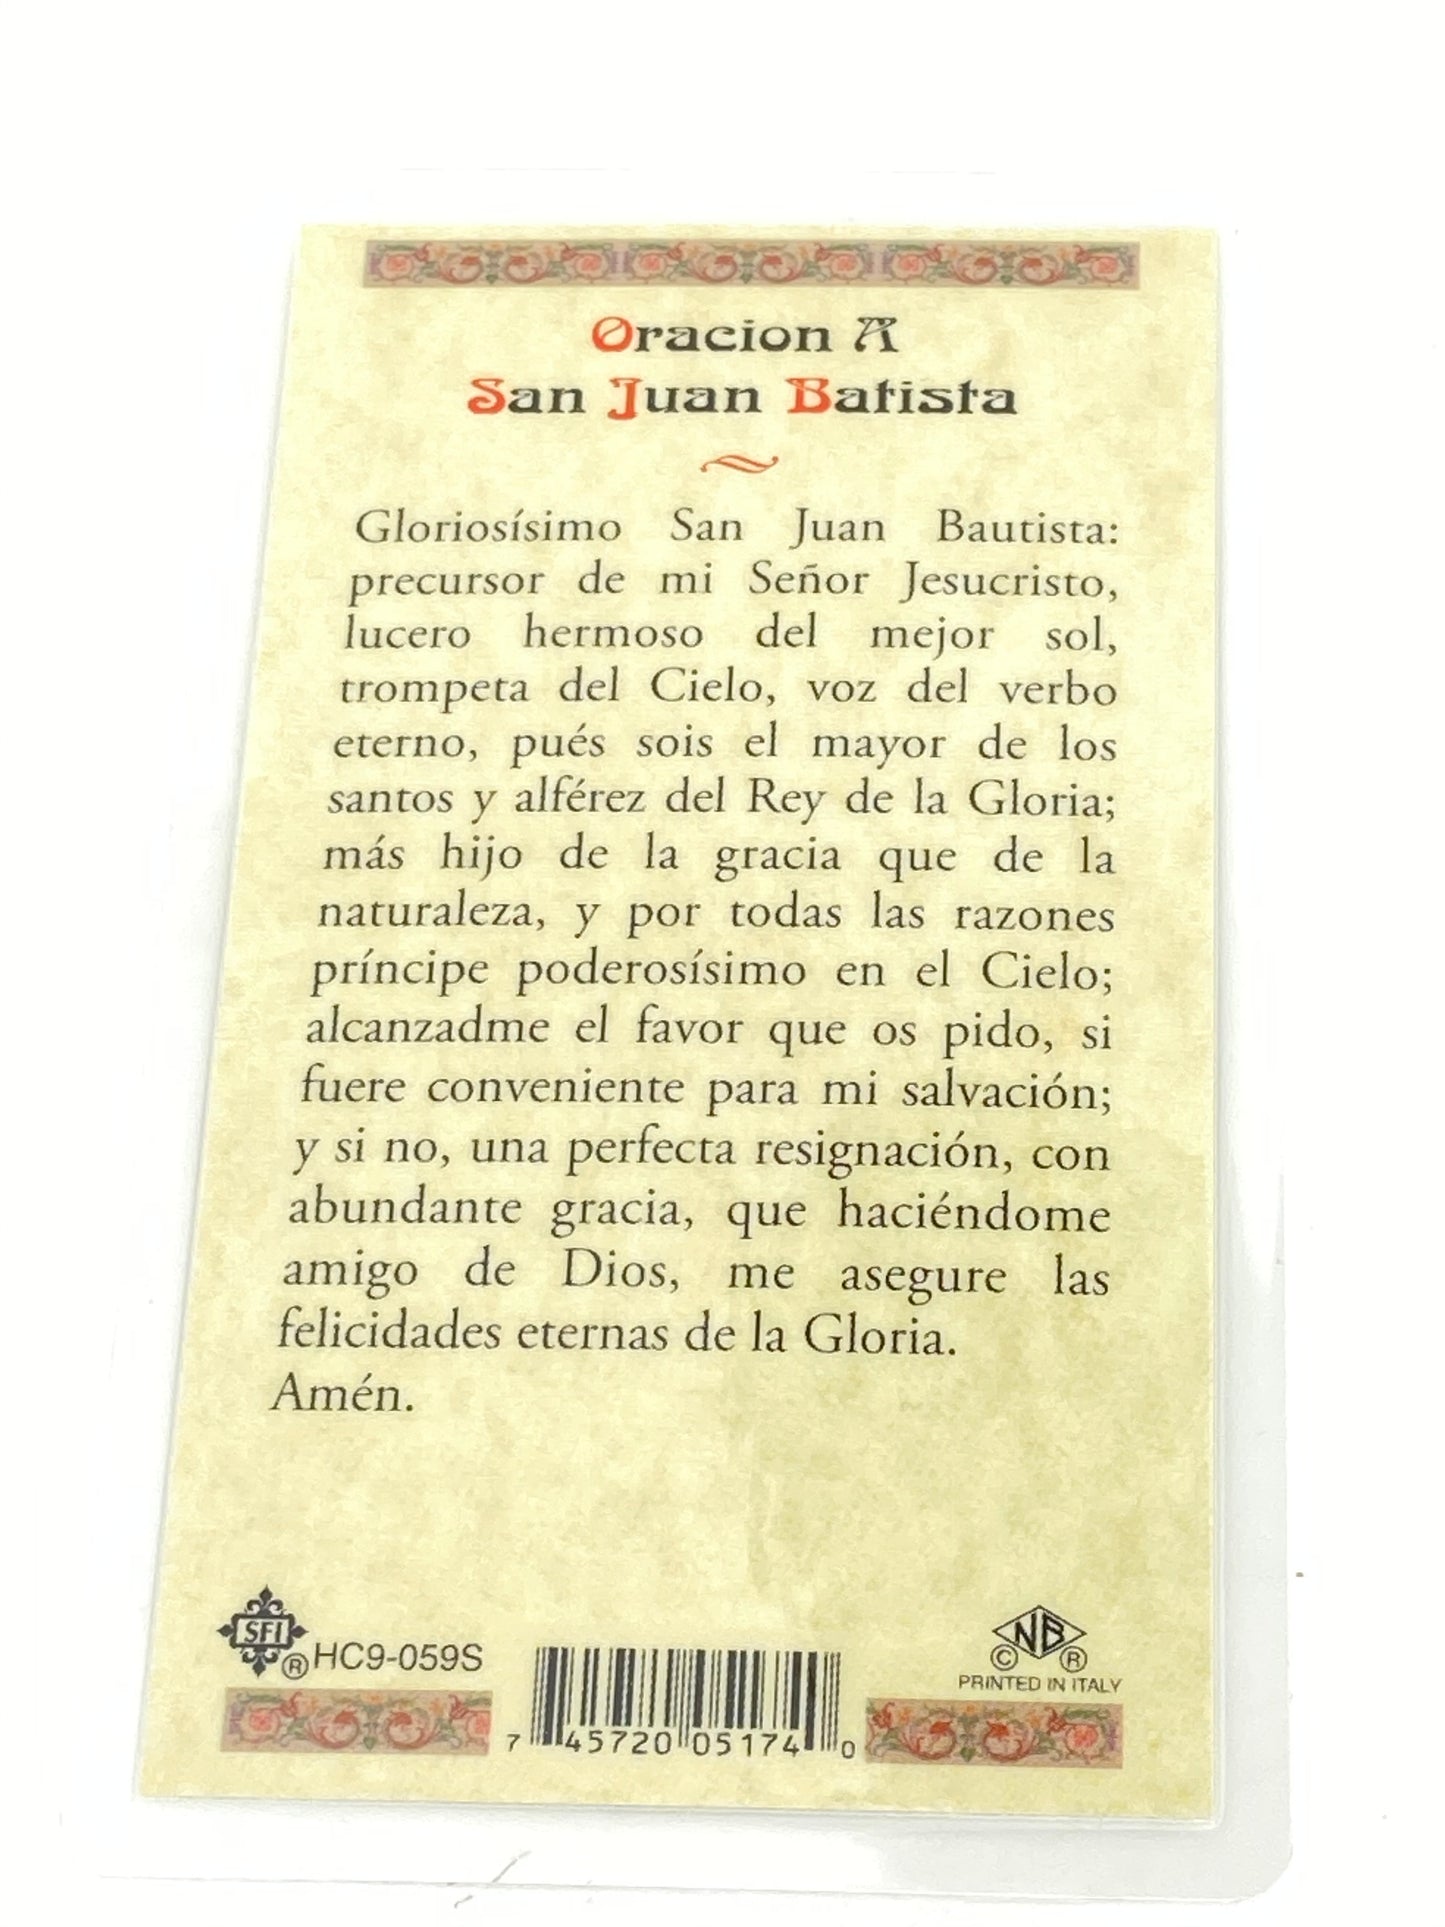 Oracion A
San Juan Batista
Gloriosísimo San Juan Bautista:
precursor de mi Señor Jesucristo,
lucero hermoso del mejor sol,
trompeta del Cielo, voz del verbo
eterno, pués sois el mayor de los
santos y alférez del Rey de la Gloria;
más hijo de la gracia que de la
naturaleza, y por todas las razones
príncipe poderosísimo en el Cielo;
alcanzadme el favor que os pido, si
fuere conveniente para mi salvación;
y si no, una perfecta resignación, con
abundante gracia, que haciéndome
amigo de Dios, me asegure las
felicidades eternas de la Gloria.
Amén.
SFI ® HC9-059S
NB
© ®
PRINTED IN ITALY
7 45720 05174 0